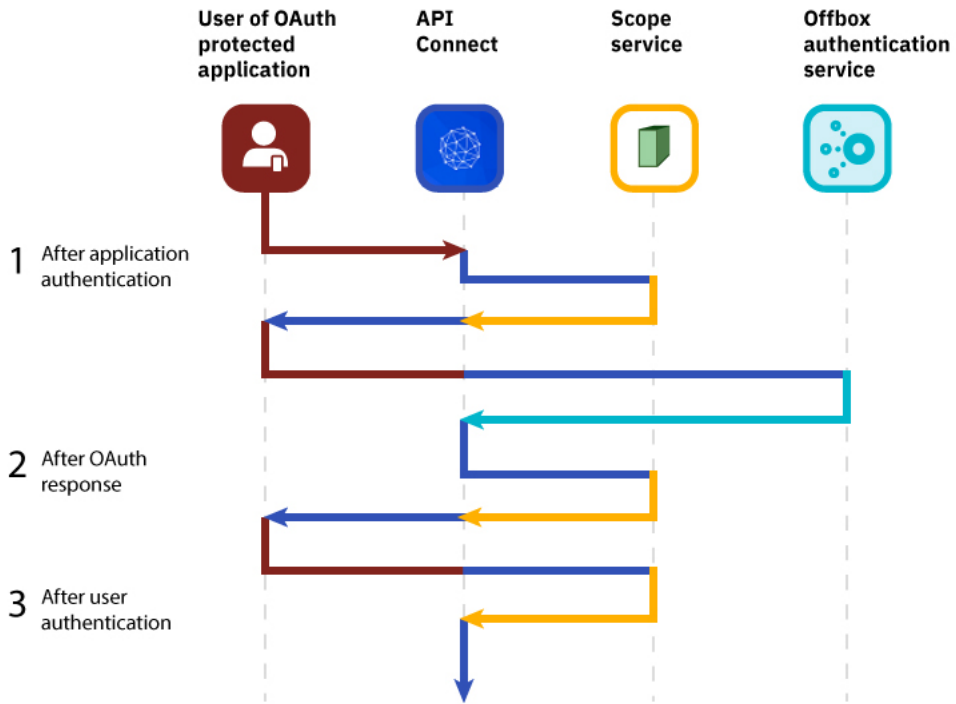 User of OAuth
protected
application
API
Connect
Scope
service
Offbox
authentication
service
1 After application
authentication
2 After OAuth
response
3 After user
authentication